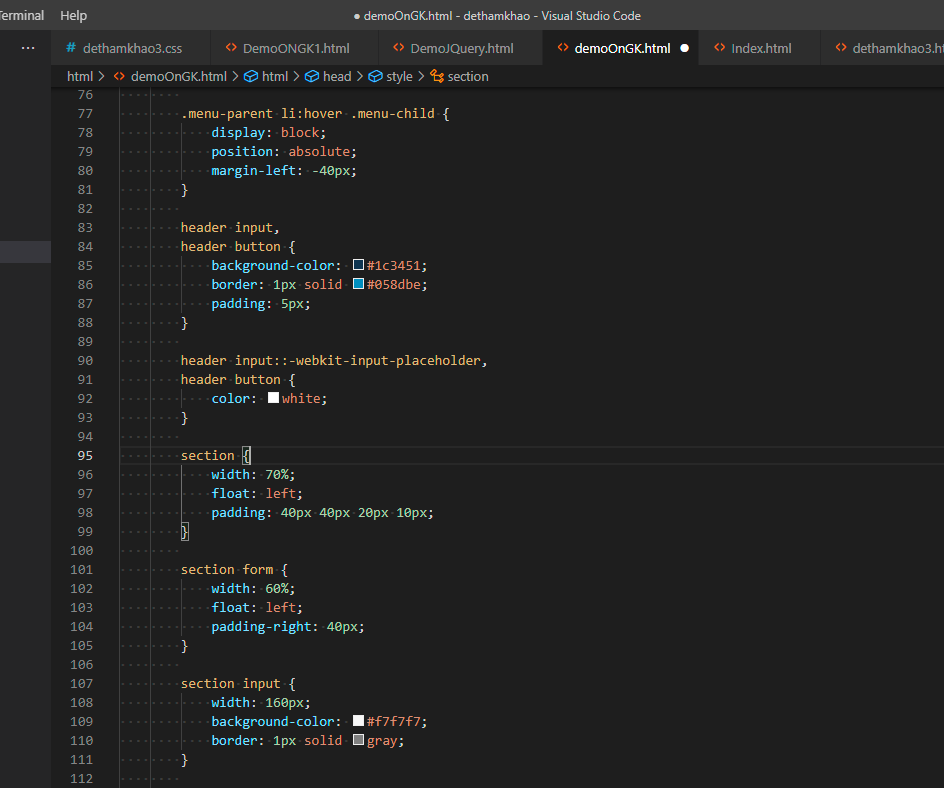 Terminal Help ● demoOnGK.html - dethamkhao - Visual Studio Code
··· # dethamkhao3.css <> DemoONGK1.html <> DemoJQuery.html <> demoOnGK.html ● <> Index.html <> dethamkhao3.ht
html > <> demoOnGK.html > html > head > style > section
76
77 .menu-parent li:hover .menu-child {
78 display: block;
79 position: absolute;
80 margin-left: -40px;
81 }
82
83 header input,
84 header button {
85 background-color: #1c3451;
86 border: 1px solid #058dbe;
87 padding: 5px;
88 }
89
90 header input::-webkit-input-placeholder,
91 header button {
92 color: white;
93 }
94
95 section {
96 width: 70%;
97 float: left;
98 padding: 40px 40px 20px 10px;
99 }
100
101 section form {
102 width: 60%;
103 float: left;
104 padding-right: 40px;
105 }
106
107 section input {
108 width: 160px;
109 background-color: #f7f7f7;
110 border: 1px solid gray;
111 }
112